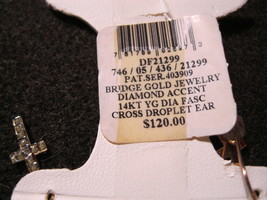 DF21299
746 / 05 / 436 / 21299
PAT.SER.403909
BRIDGE GOLD JEWELRY
DIAMOND ACCENT
14KT YG DIA FASC
CROSS DROPLET EAR
$120.00